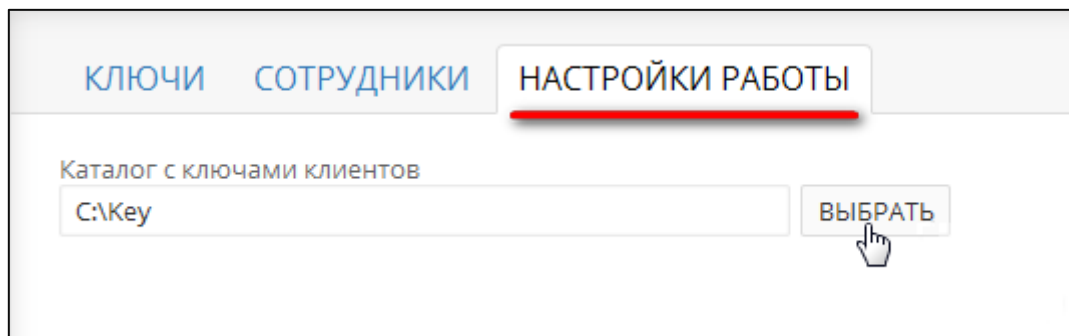 КЛЮЧИ СОТРУДНИКИ НАСТРОЙКИ РАБОТЫ
Каталог с ключами клиентов
C:\Key ВЫБРАТЬ